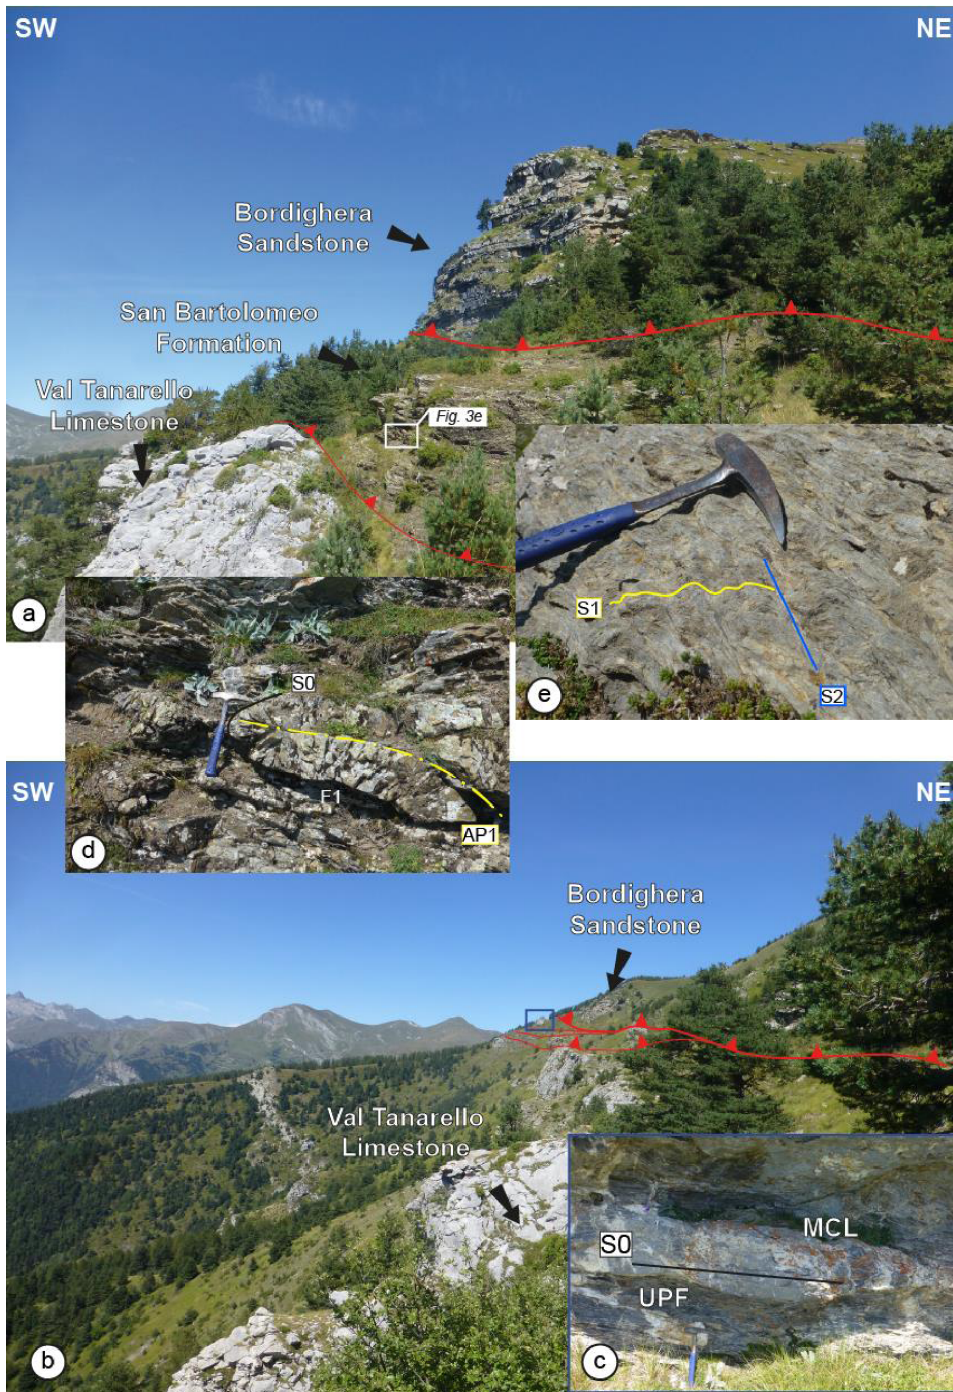 SW
NE
Bordighera
Sandstone
San Bartolomeo
Formation
Val Tanarello
Limestone
Fig. 3e
a
S1
S2
e
S0
F1
AP1
d
SW
NE
Bordighera
Sandstone
Val Tanarello
Limestone
b
S0
MCL
UPF
c